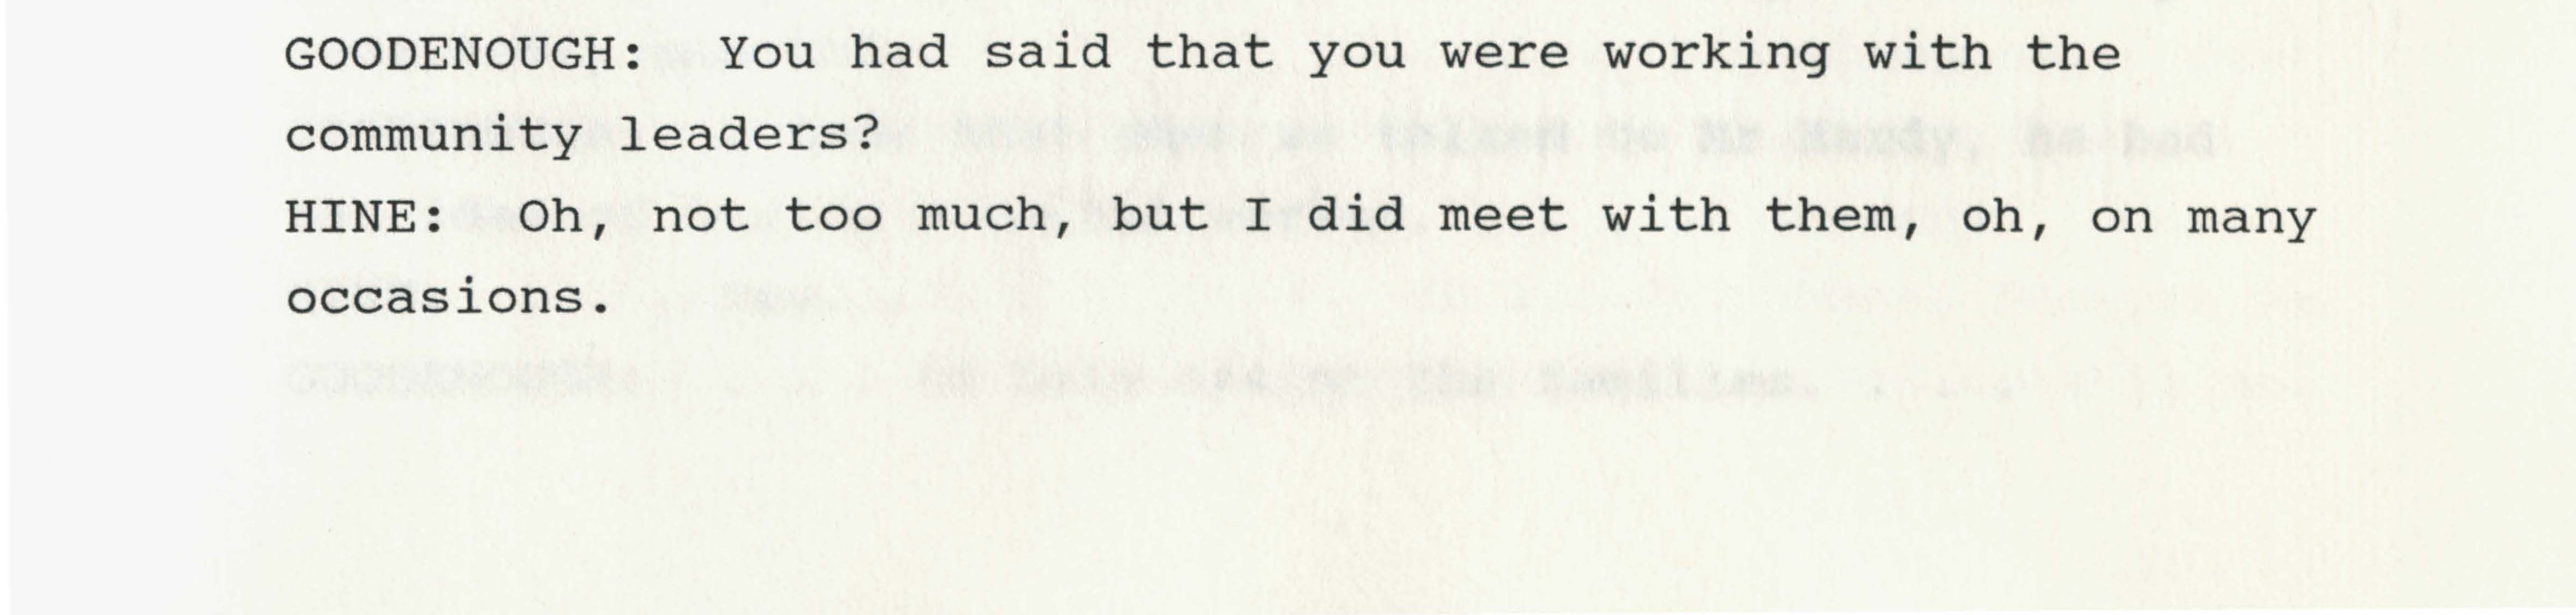 GOODENOUGH:  You had said that you were working with the
community leaders?
HINE:  Oh, not too much, but I did meet with them, oh, on many
occasions.